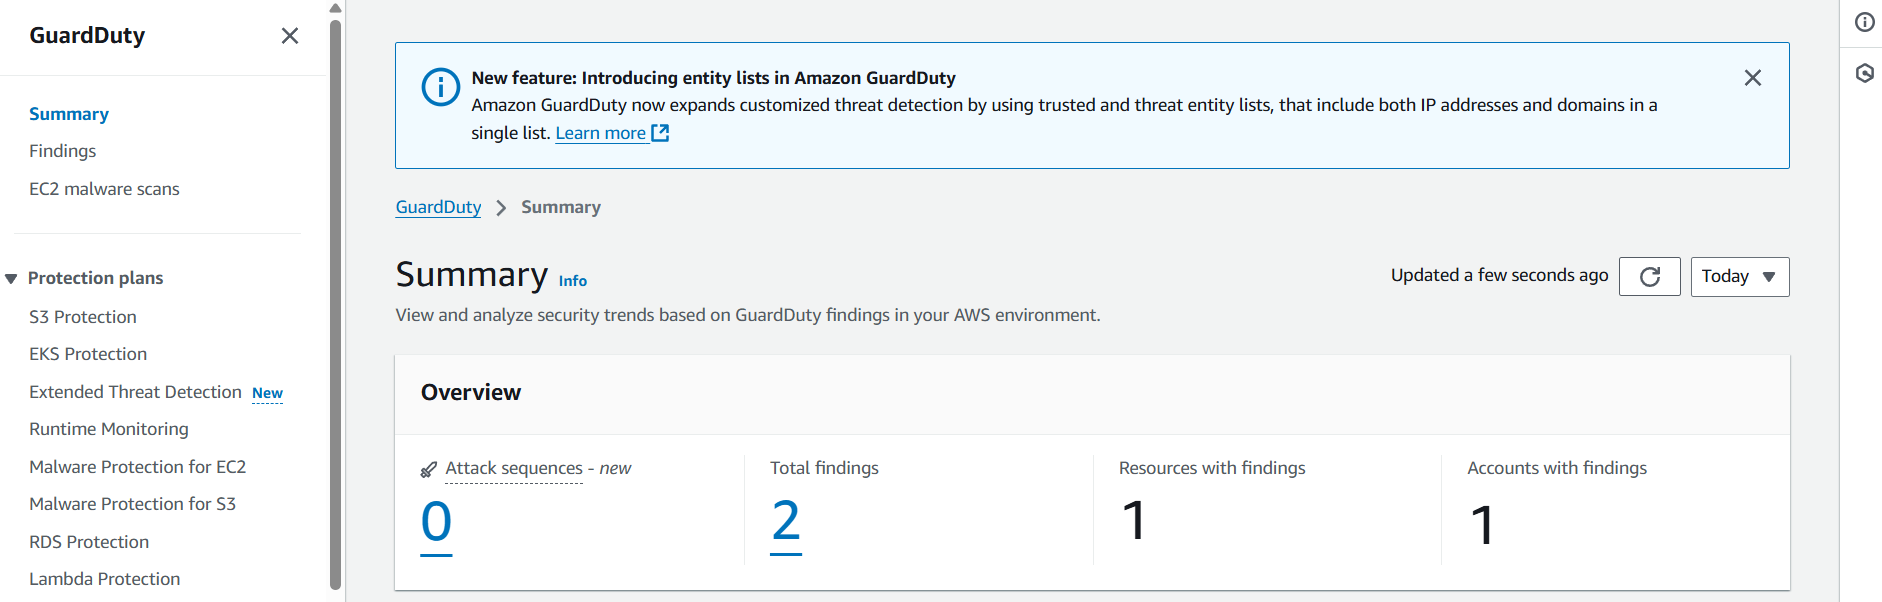 GuardDuty
Summary
Findings
EC2 malware scans
Protection plans
S3 Protection
EKS Protection
Extended Threat Detection New
Runtime Monitoring
Malware Protection for EC2
Malware Protection for S3
RDS Protection
Lambda Protection
New feature: Introducing entity lists in Amazon GuardDuty
Amazon GuardDuty now expands customized threat detection by using trusted and threat entity lists, that include both IP addresses and domains in a
single list. Learn more
GuardDuty > Summary
Summary Info
Updated a few seconds ago
Today
View and analyze security trends based on GuardDuty findings in your AWS environment.
Overview
Attack sequences - new
0
Total findings
2
Resources with findings
1
Accounts with findings
1